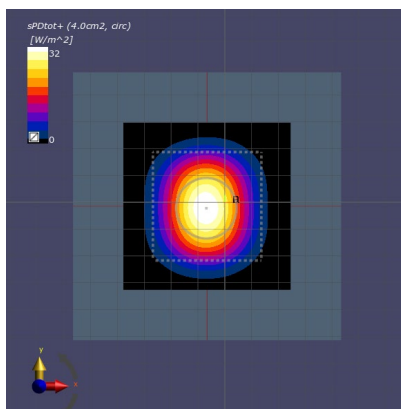 sPDtot+ (4.0cm2, circ)
[W/m^2]
32
0
y
x